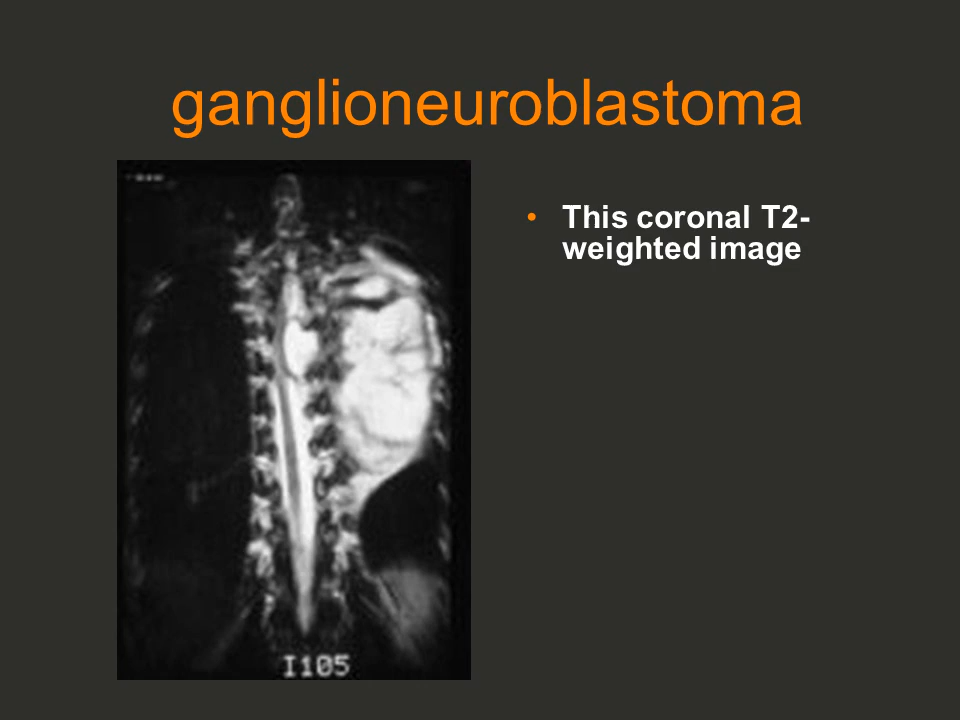 ganglioneuroblastoma
• This coronal T2-
weighted image
I105